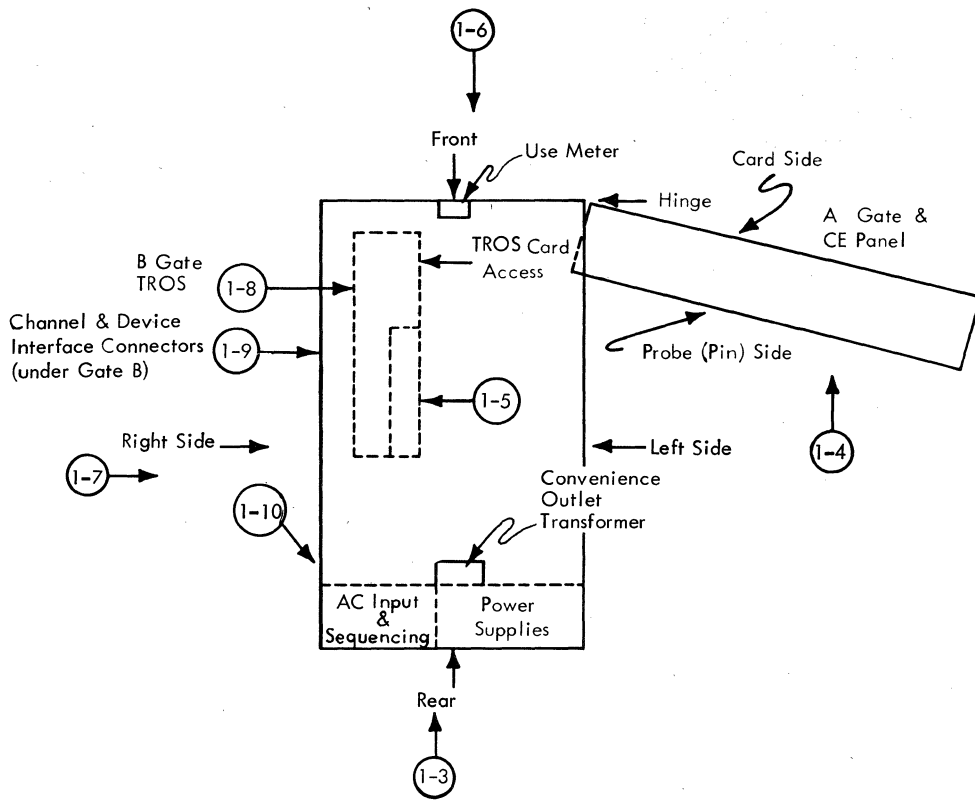 1-6
Front
Use Meter
Card Side
Hinge
A Gate &
CE Panel
B Gate
TROS
TROS Card
Access
1-8
Channel & Device
Interface Connectors
(under Gate B)
1-9
Probe (Pin) Side
1-5
Right Side
Left Side
1-4
1-7
Convenience
Outlet
Transformer
1-10
AC Input
&
Sequencing
Power
Supplies
Rear
1-3